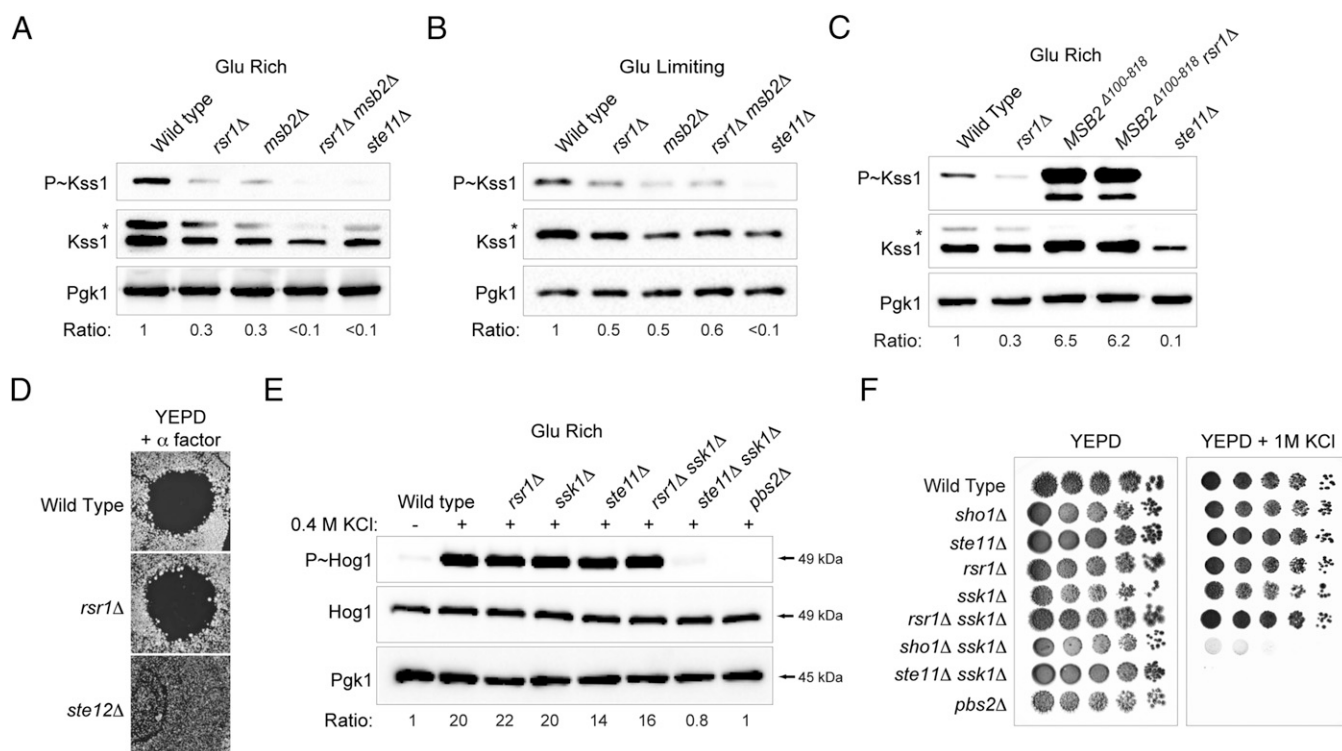 A
Glu Rich
Wild type rsr1Δ msb2Δ rsr1Δ msb2Δ ste11Δ
P~Kss1
*
Kss1
Pgk1
Ratio: 1 0.3 0.3 <0.1 <0.1
B
Glu Limiting
Wild type rsr1Δ msb2Δ rsr1Δ msb2Δ ste11Δ
P~Kss1
*
Kss1
Pgk1
Ratio: 1 0.5 0.5 0.6 <0.1
C
Glu Rich
Wild Type rsr1Δ MSB2 Δ100-818 MSB2 Δ100-818 rsr1Δ ste11Δ
P~Kss1
*
Kss1
Pgk1
Ratio: 1 0.3 6.5 6.2 0.1
D
YEPD
+ α factor
Wild Type
rsr1Δ
ste12Δ
E
Glu Rich
Wild type rsr1Δ ssk1Δ ste11Δ rsr1Δ ssk1Δ ste11Δ ssk1Δ pbs2Δ
0.4 M KCl: - + + + + + + +
P~Hog1 49 kDa
Hog1 49 kDa
Pgk1 45 kDa
Ratio: 1 20 22 20 14 16 0.8 1
F
YEPD YEPD + 1M KCl
Wild Type
sho1Δ
ste11Δ
rsr1Δ
ssk1Δ
rsr1Δ ssk1Δ
sho1Δ ssk1Δ
ste11Δ ssk1Δ
pbs2Δ